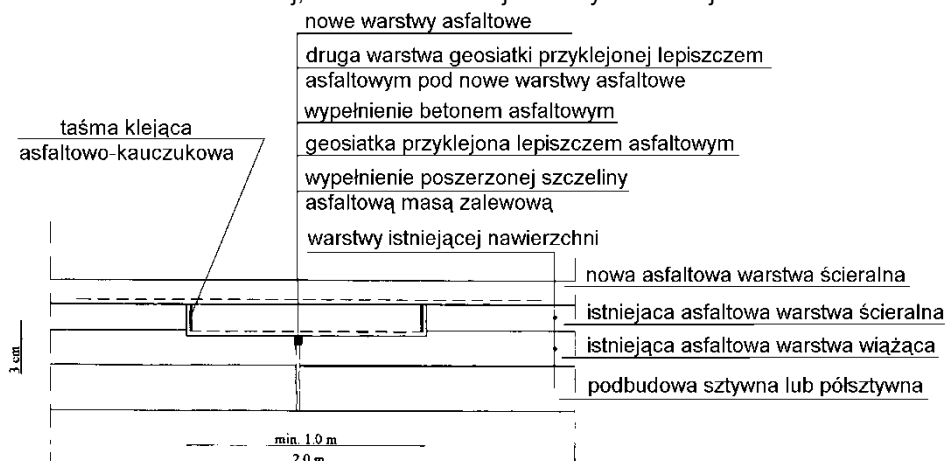 nowe warstwy asfaltowe
druga warstwa geosiatki przyklejonej lepiszczem
asfaltowym pod nowe warstwy asfaltowe
wypełnienie betonem asfaltowym
taśma klejąca
asfaltowo-kauczukowa
geosiatka przyklejona lepiszczem asfaltowym
wypełnienie poszerzonej szczeliny
asfaltową masą zalewową
warstwy istniejącej nawierzchni
nowa asfaltowa warstwa ścieralna
istniejaca asfaltowa warstwa ścieralna
istniejąca asfaltowa warstwa wiążąca
podbudowa sztywna lub półsztywna
3 cm
min. 1.0 m
2.0 m